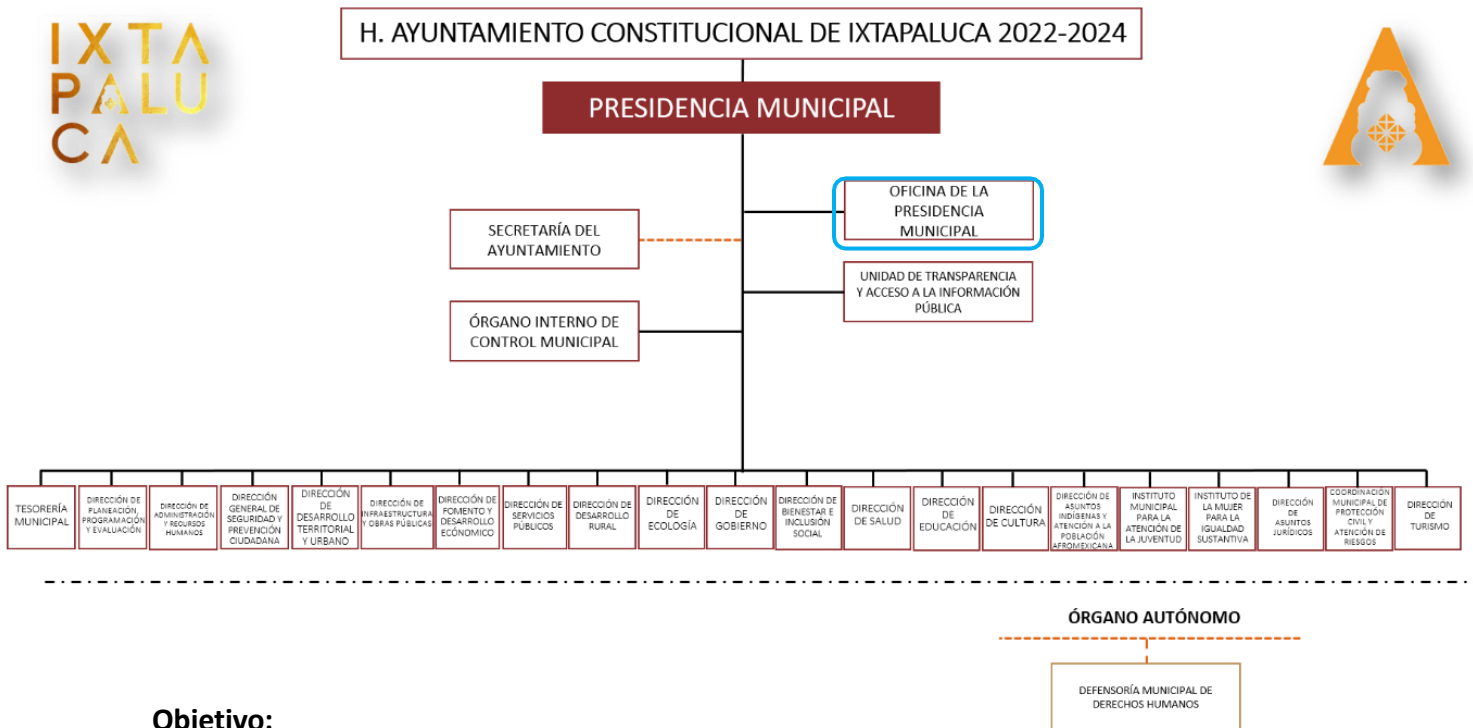 IXTA
PALU
CA
H. AYUNTAMIENTO CONSTITUCIONAL DE IXTAPALUCA 2022-2024
PRESIDENCIA MUNICIPAL
OFICINA DE LA
PRESIDENCIA
MUNICIPAL
SECRETARÍA DEL
AYUNTAMIENTO
UNIDAD DE TRANSPARENCIA
Y ACCESO A LA INFORMACIÓN
PÚBLICA
ÓRGANO INTERNO DE
CONTROL MUNICIPAL
TESORERÍA
MUNICIPAL
DIRECCIÓN DE
PLANEACIÓN,
PROGRAMACIÓN
Y EVALUACIÓN
DIRECCIÓN DE
ADMINISTRACIÓN
Y RECURSOS
HUMANOS
DIRECCIÓN
GENERAL DE
SEGURIDAD Y
PREVENCIÓN
CIUDADANA
DIRECCIÓN
DE
DESARROLLO
TERRITORIAL
Y URBANO
DIRECCIÓN DE
INFRAESTRUCTURA
Y OBRAS PÚBLICAS
DIRECCIÓN DE
FOMENTO Y
DESARROLLO
ECÓNOMICO
DIRECCIÓN DE
SERVICIOS
PÚBLICOS
DIRECCIÓN DE
DESARROLLO
RURAL
DIRECCIÓN
DE
ECOLOGÍA
DIRECCIÓN
DE
GOBIERNO
DIRECCIÓN DE
BIENESTAR E
INCLUSIÓN
SOCIAL
DIRECCIÓN
DE SALUD
DIRECCIÓN
DE
EDUCACIÓN
DIRECCIÓN
DE CULTURA
DIRECCIÓN DE
ASUNTOS
INDÍGENAS Y
ATENCIÓN A LA
POBLACIÓN
AFROMEXICANA
INSTITUTO
MUNICIPAL
PARA LA
ATENCIÓN DE
LA JUVENTUD
INSTITUTO DE
LA MUJER
PARA LA
IGUALDAD
SUSTANTIVA
DIRECCIÓN
DE
ASUNTOS
JURÍDICOS
COORDINACIÓN
MUNICIPAL DE
PROTECCIÓN
CIVIL Y
ATENCIÓN DE
RIESGOS
DIRECCIÓN
DE
TURISMO
ÓRGANO AUTÓNOMO
DEFENSORÍA MUNICIPAL DE
DERECHOS HUMANOS
Objetivo: